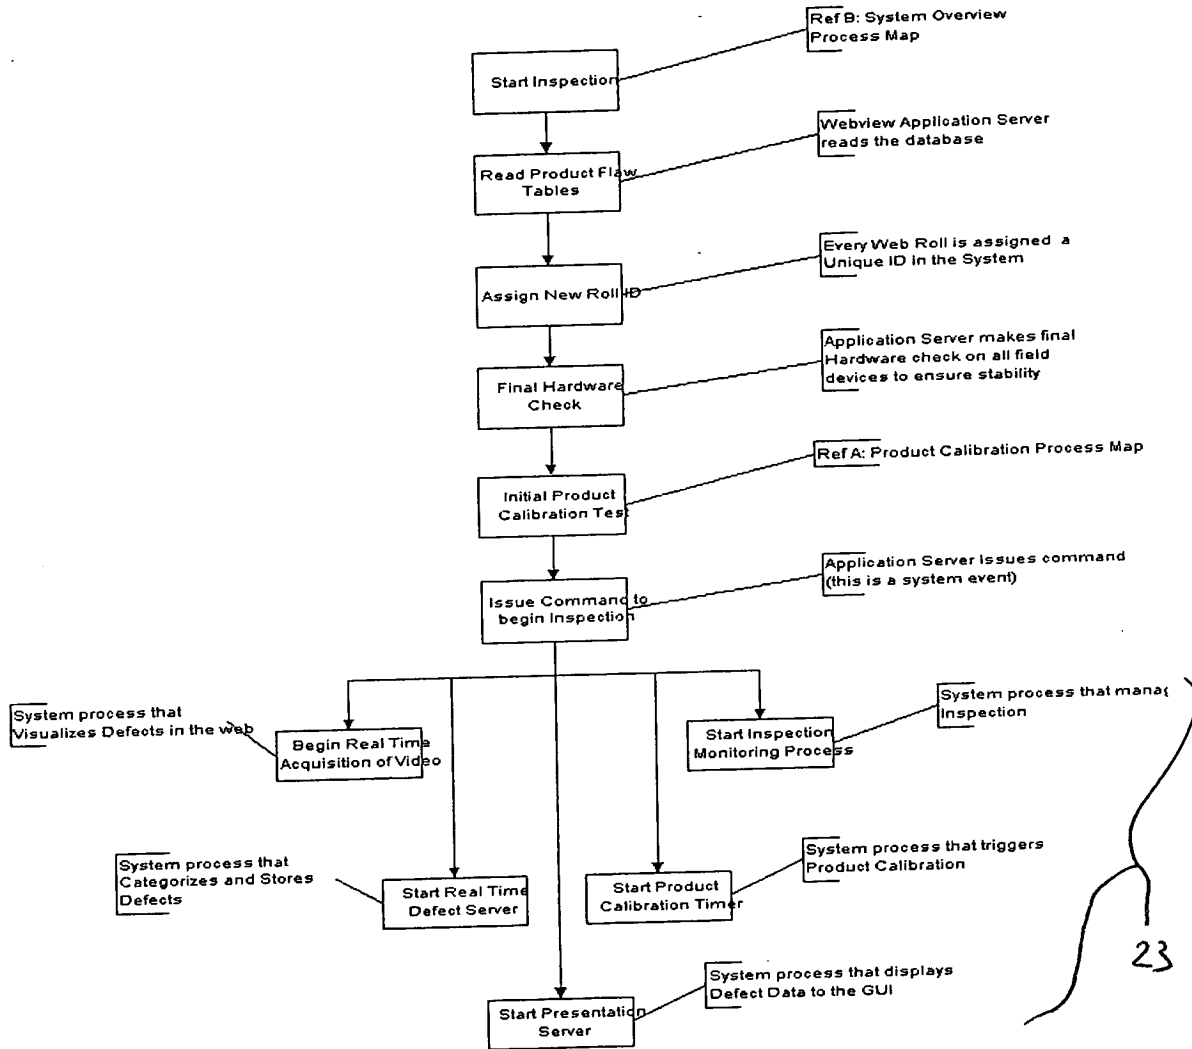 Ref B: System Overview
Process Map
Start Inspection
Webview Application Server
reads the database
Read Product Flaw
Tables
Every Web Roll is assigned a
Unique ID in the System
Assign New Roll ID
Application Server makes final
Hardware check on all field
devices to ensure stability
Final Hardware
Check
Ref A: Product Calibration Process Map
Initial Product
Calibration Test
Application Server Issues command
(this is a system event)
Issue Command to
begin Inspection
System process that
Visualizes Defects in the web
Begin Real Time
Acquisition of Video
Start Inspection
Monitoring Process
System process that manag
Inspection
System process that
Categorizes and Stores
Defects
Start Real Time
Defect Server
Start Product
Calibration Timer
System process that triggers
Product Calibration
23
System process that displays
Defect Data to the GUI
Start Presentation
Server